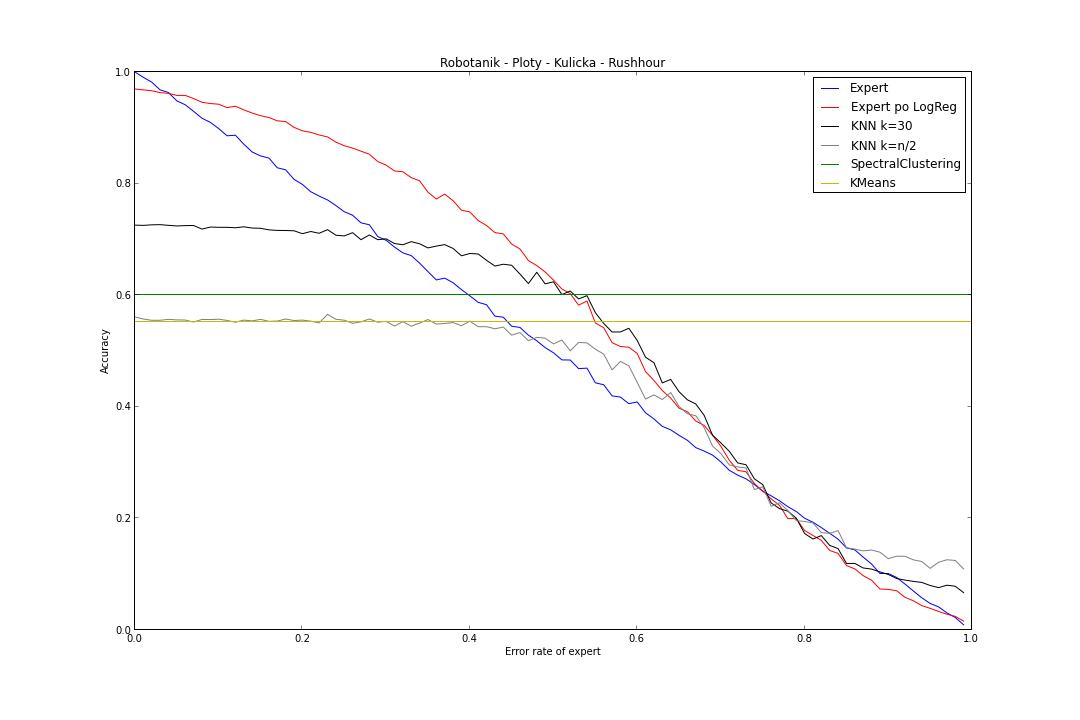 Robotanik - Ploty - Kulicka - Rushhour
1.0
0.8
0.6
0.4
0.2
0.0
Accuracy
Expert
Expert po LogReg
KNN k=30
KNN k=n/2
SpectralClustering
KMeans
0.0 0.2 0.4 0.6 0.8 1.0
Error rate of expert